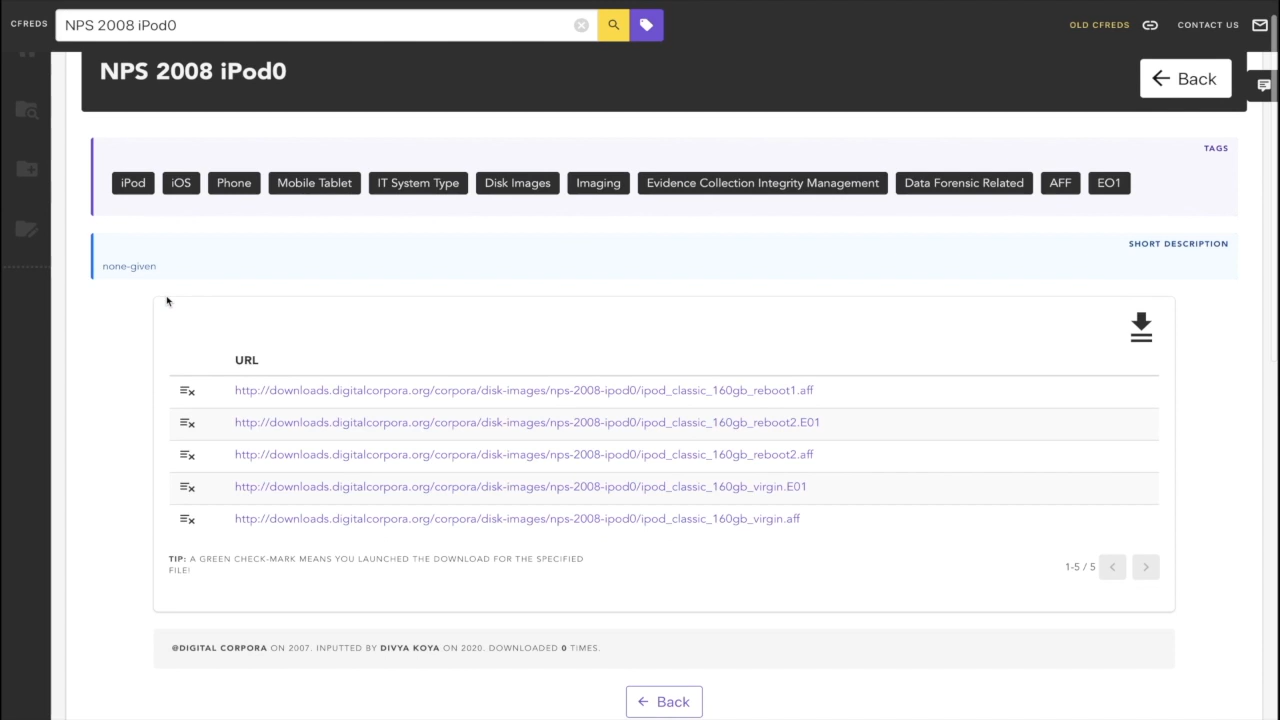 CFREDS
NPS 2008 iPod0
OLD CFREDS
CONTACT US
NPS 2008 iPod0
Back
TAGS
iPod iOS Phone Mobile Tablet IT System Type Disk Images Imaging Evidence Collection Integrity Management Data Forensic Related AFF EO1
SHORT DESCRIPTION
none-given
URL
http://downloads.digitalcorpora.org/corpora/disk-images/nps-2008-ipod0/ipod_classic_160gb_reboot1.aff
http://downloads.digitalcorpora.org/corpora/disk-images/nps-2008-ipod0/ipod_classic_160gb_reboot2.E01
http://downloads.digitalcorpora.org/corpora/disk-images/nps-2008-ipod0/ipod_classic_160gb_reboot2.aff
http://downloads.digitalcorpora.org/corpora/disk-images/nps-2008-ipod0/ipod_classic_160gb_virgin.E01
http://downloads.digitalcorpora.org/corpora/disk-images/nps-2008-ipod0/ipod_classic_160gb_virgin.aff
TIP: A GREEN CHECK-MARK MEANS YOU LAUNCHED THE DOWNLOAD FOR THE SPECIFIED
FILE!
1-5 / 5
@DIGITAL CORPORA ON 2007. INPUTTED BY DIVYA KOYA ON 2020. DOWNLOADED 0 TIMES.
Back